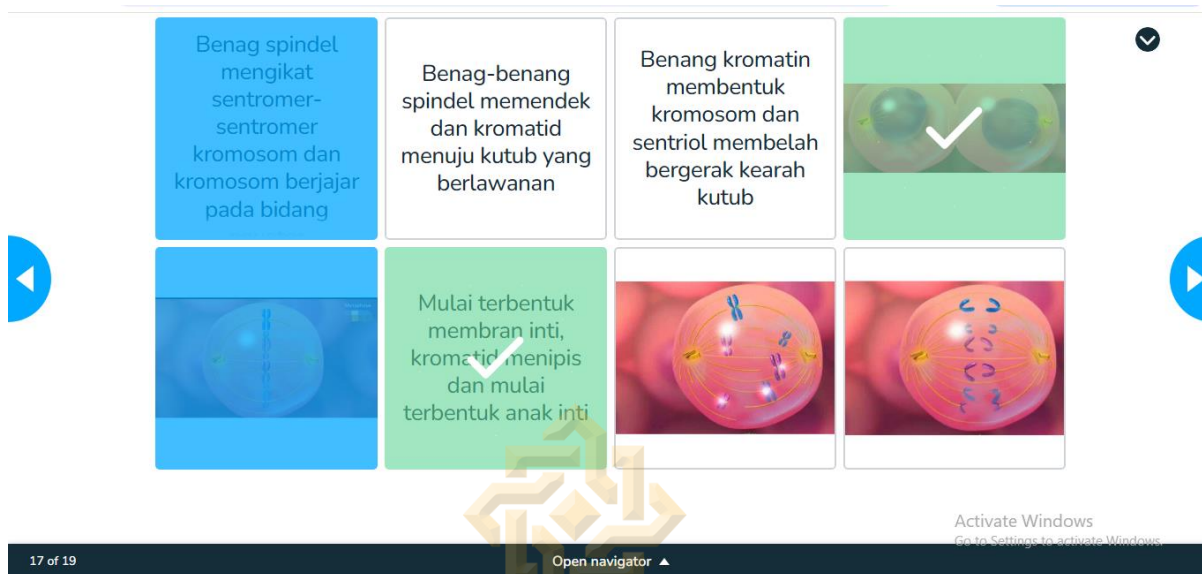 Benag spindel
mengikat
sentromer-
sentromer
kromosom dan
kromosom berjajar
pada bidang
Benag-benang
spindel memendek
dan kromatid
menuju kutub yang
berlawanan
Benang kromatin
membentuk
kromosom dan
sentriol membelah
bergerak kearah
kutub
Mulai terbentuk
membran inti,
kromatid menipis
dan mulai
terbentuk anak inti
Activate Windows
Go to Settings to activate Windows.
17 of 19
Open navigator ▲